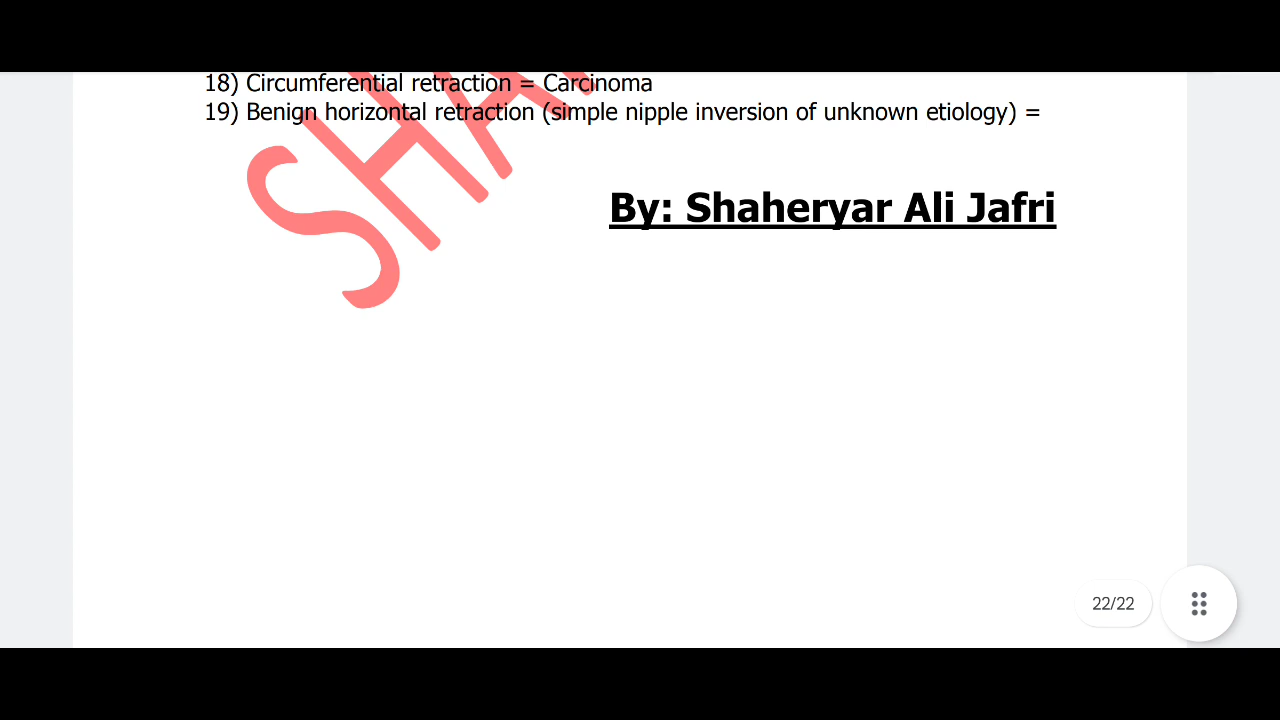 18) Circumferential retraction = Carcinoma
19) Benign horizontal retraction (simple nipple inversion of unknown etiology) =
SHA
By: Shaheryar Ali Jafri
22/22